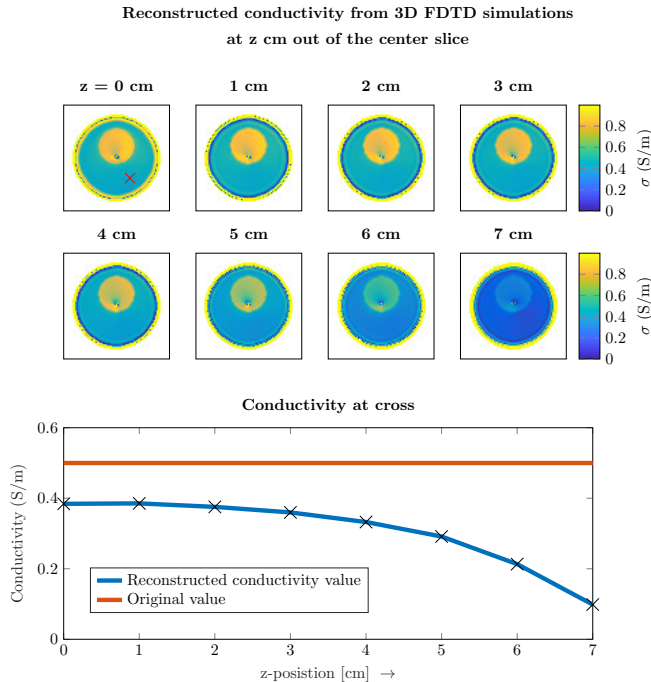 Reconstructed conductivity from 3D FDTD simulations
at z cm out of the center slice
z = 0 cm
1 cm
2 cm
3 cm
0.8
0.6
0.4
0.2
0
σ (S/m)
4 cm
5 cm
6 cm
7 cm
0.8
0.6
0.4
0.2
0
σ (S/m)
Conductivity at cross
0.6
0.4
0.2
0
Conductivity (S/m)
Reconstructed conductivity value
Original value
0 1 2 3 4 5 6 7
z-posistion [cm] →